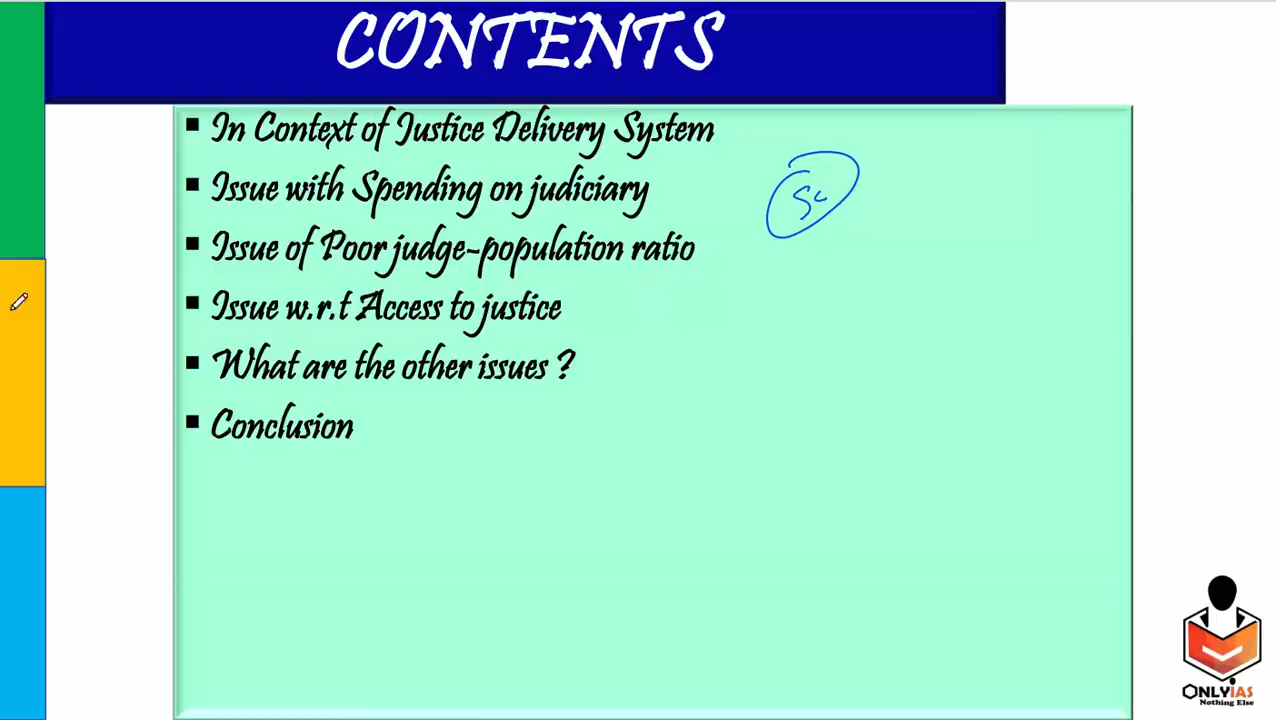 CONTENTS
▪ In Context of Justice Delivery System
▪ Issue with Spending on judiciary
▪ Issue of Poor judge-population ratio
▪ Issue w.r.t Access to justice
▪ What are the other issues ?
▪ Conclusion
Sc
ONLYIAS
Nothing Else